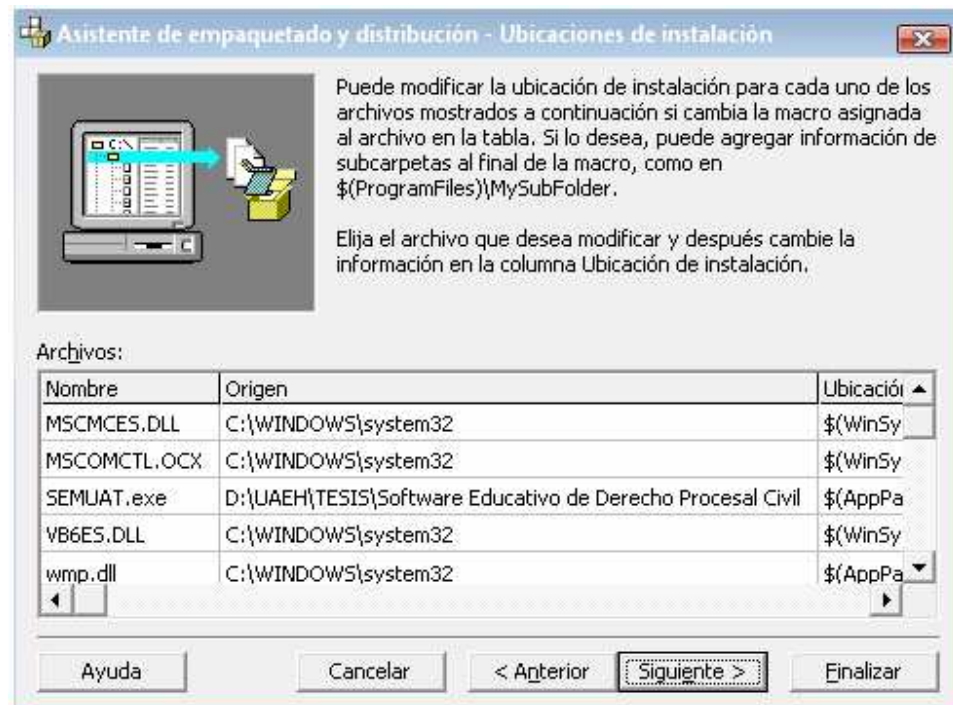 Asistente de empaquetado y distribución - Ubicaciones de instalación
Puede modificar la ubicación de instalación para cada uno de los
archivos mostrados a continuación si cambia la macro asignada
al archivo en la tabla. Si lo desea, puede agregar información de
subcarpetas al final de la macro, como en
$(ProgramFiles)\MySubFolder.
Elija el archivo que desea modificar y después cambie la
información en la columna Ubicación de instalación.
C:\
Archivos:
Nombre Origen Ubicación
MSCMCES.DLL C:\WINDOWS\system32 $(WinSy
MSCOMCTL.OCX C:\WINDOWS\system32 $(WinSy
SEMUAT.exe D:\UAEH\TESIS\Software Educativo de Derecho Procesal Civil $(AppPa
VB6ES.DLL C:\WINDOWS\system32 $(WinSy
wmp.dll C:\WINDOWS\system32 $(AppPa
Ayuda Cancelar < Anterior Siguiente > Finalizar